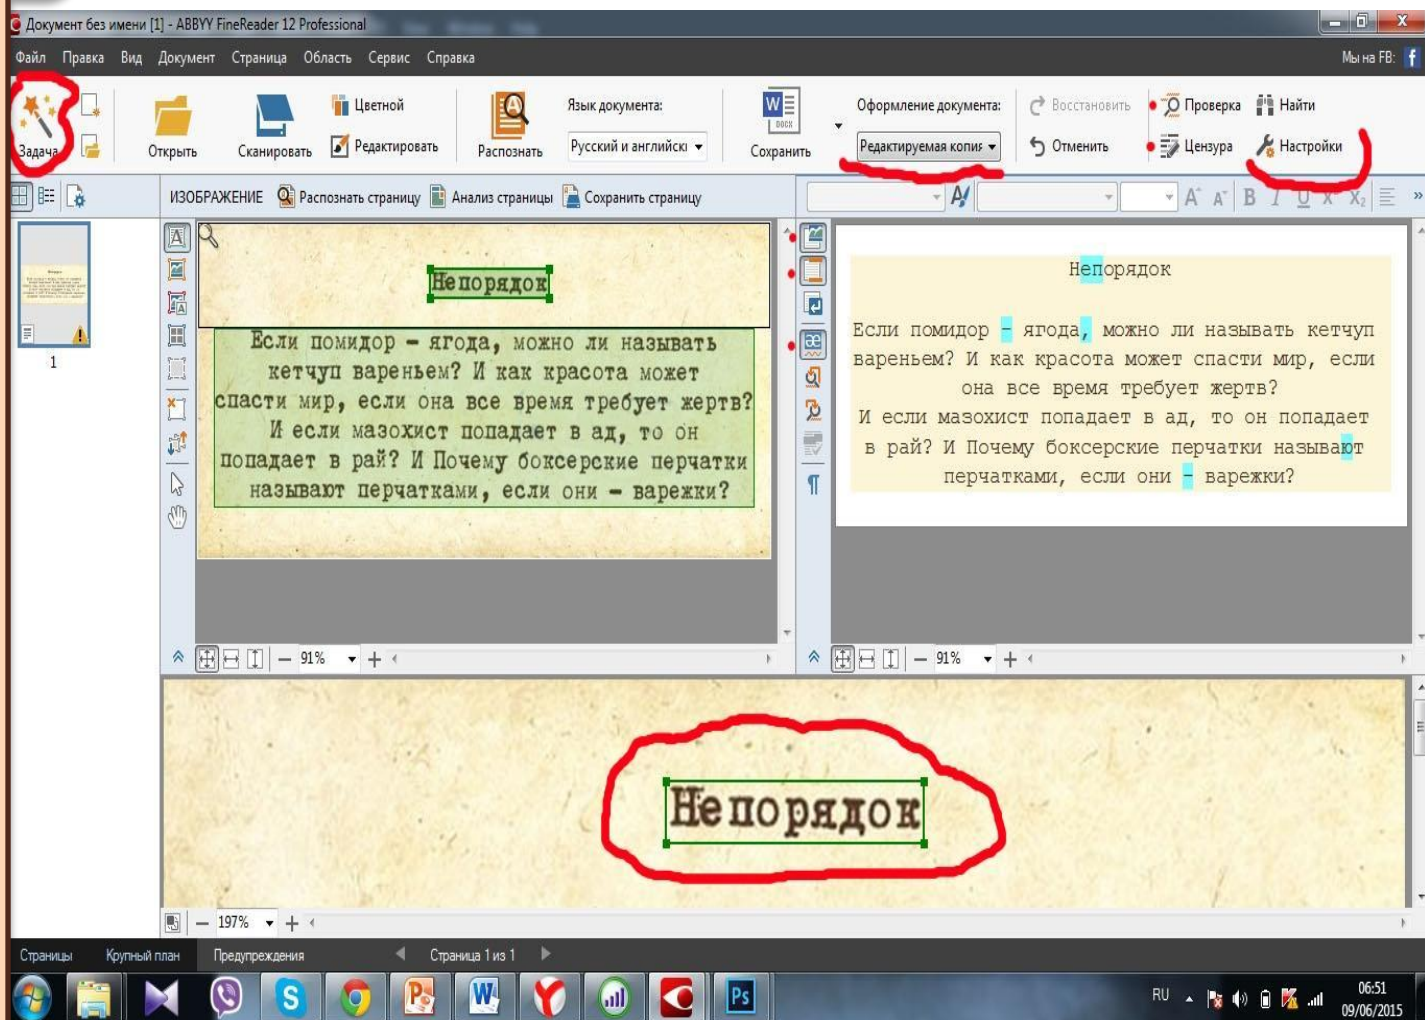 Документ без имени [1] - ABBYY FineReader 12 Professional
Файл Правка Вид Документ Страница Область Сервис Справка Мы на FB: f
Задача Открыть Сканировать Цветной Редактировать Распознать Язык документа: Русский и английскі Сохранить Оформление документа: Редактируемая копия Восстановить Отменить Проверка Цензура Найти Настройки
ИЗОБРАЖЕНИЕ Распознать страницу Анализ страницы Сохранить страницу
1
Непорядок
Если помидор – ягода, можно ли называть
кетчуп вареньем? И как красота может
спасти мир, если она все время требует жертв?
И если мазохист попадает в ад, то он
попадает в рай? И Почему боксерские перчатки
называют перчатками, если они – варежки?
91%
Непорядок
Если помидор – ягода, можно ли называть кетчуп
вареньем? И как красота может спасти мир, если
она все время требует жертв?
И если мазохист попадает в ад, то он попадает
в рай? И Почему боксерские перчатки называют
перчатками, если они – варежки?
91%
Непорядок
197%
Страницы Крупный план Предупреждения Страница 1 из 1
RU 06:51
09/06/2015